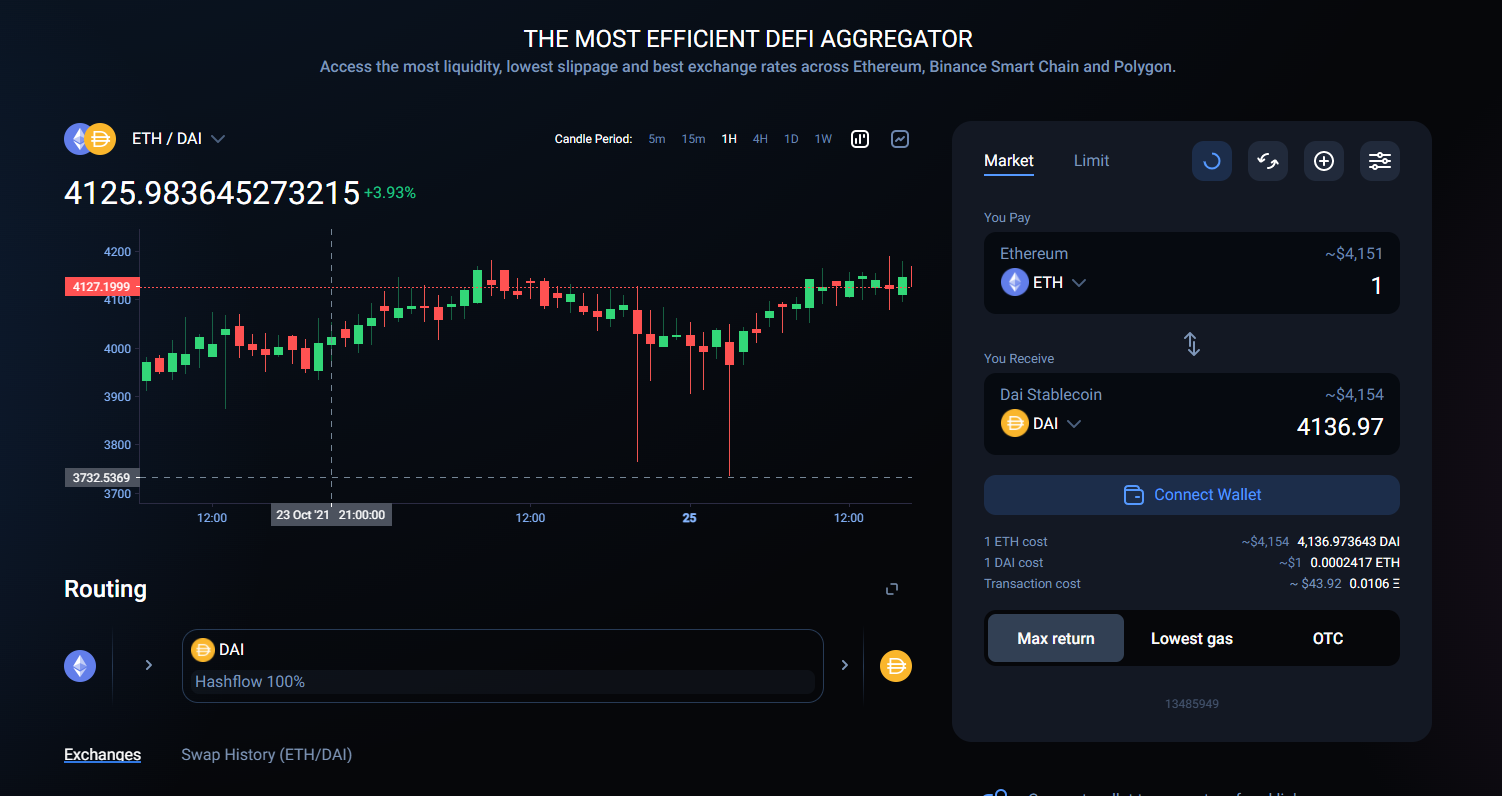 THE MOST EFFICIENT DEFI AGGREGATOR
Access the most liquidity, lowest slippage and best exchange rates across Ethereum, Binance Smart Chain and Polygon.
ETH / DAI
Candle Period: 5m 15m 1H 4H 1D 1W
4125.983645273215 +3.93%
4200
4127.1999
4100
4000
3900
3800
3732.5369
3700
12:00 23 Oct '21 21:00:00 12:00 25 12:00
Routing
DAI
Hashflow 100%
Exchanges Swap History (ETH/DAI)
Market Limit
You Pay
Ethereum ~$4,151
ETH 1
You Receive
Dai Stablecoin ~$4,154
DAI 4136.97
Connect Wallet
1 ETH cost ~$4,154 4,136.973643 DAI
1 DAI cost ~$1 0.0002417 ETH
Transaction cost ~ $43.92 0.0106 Ξ
Max return Lowest gas OTC
13485949